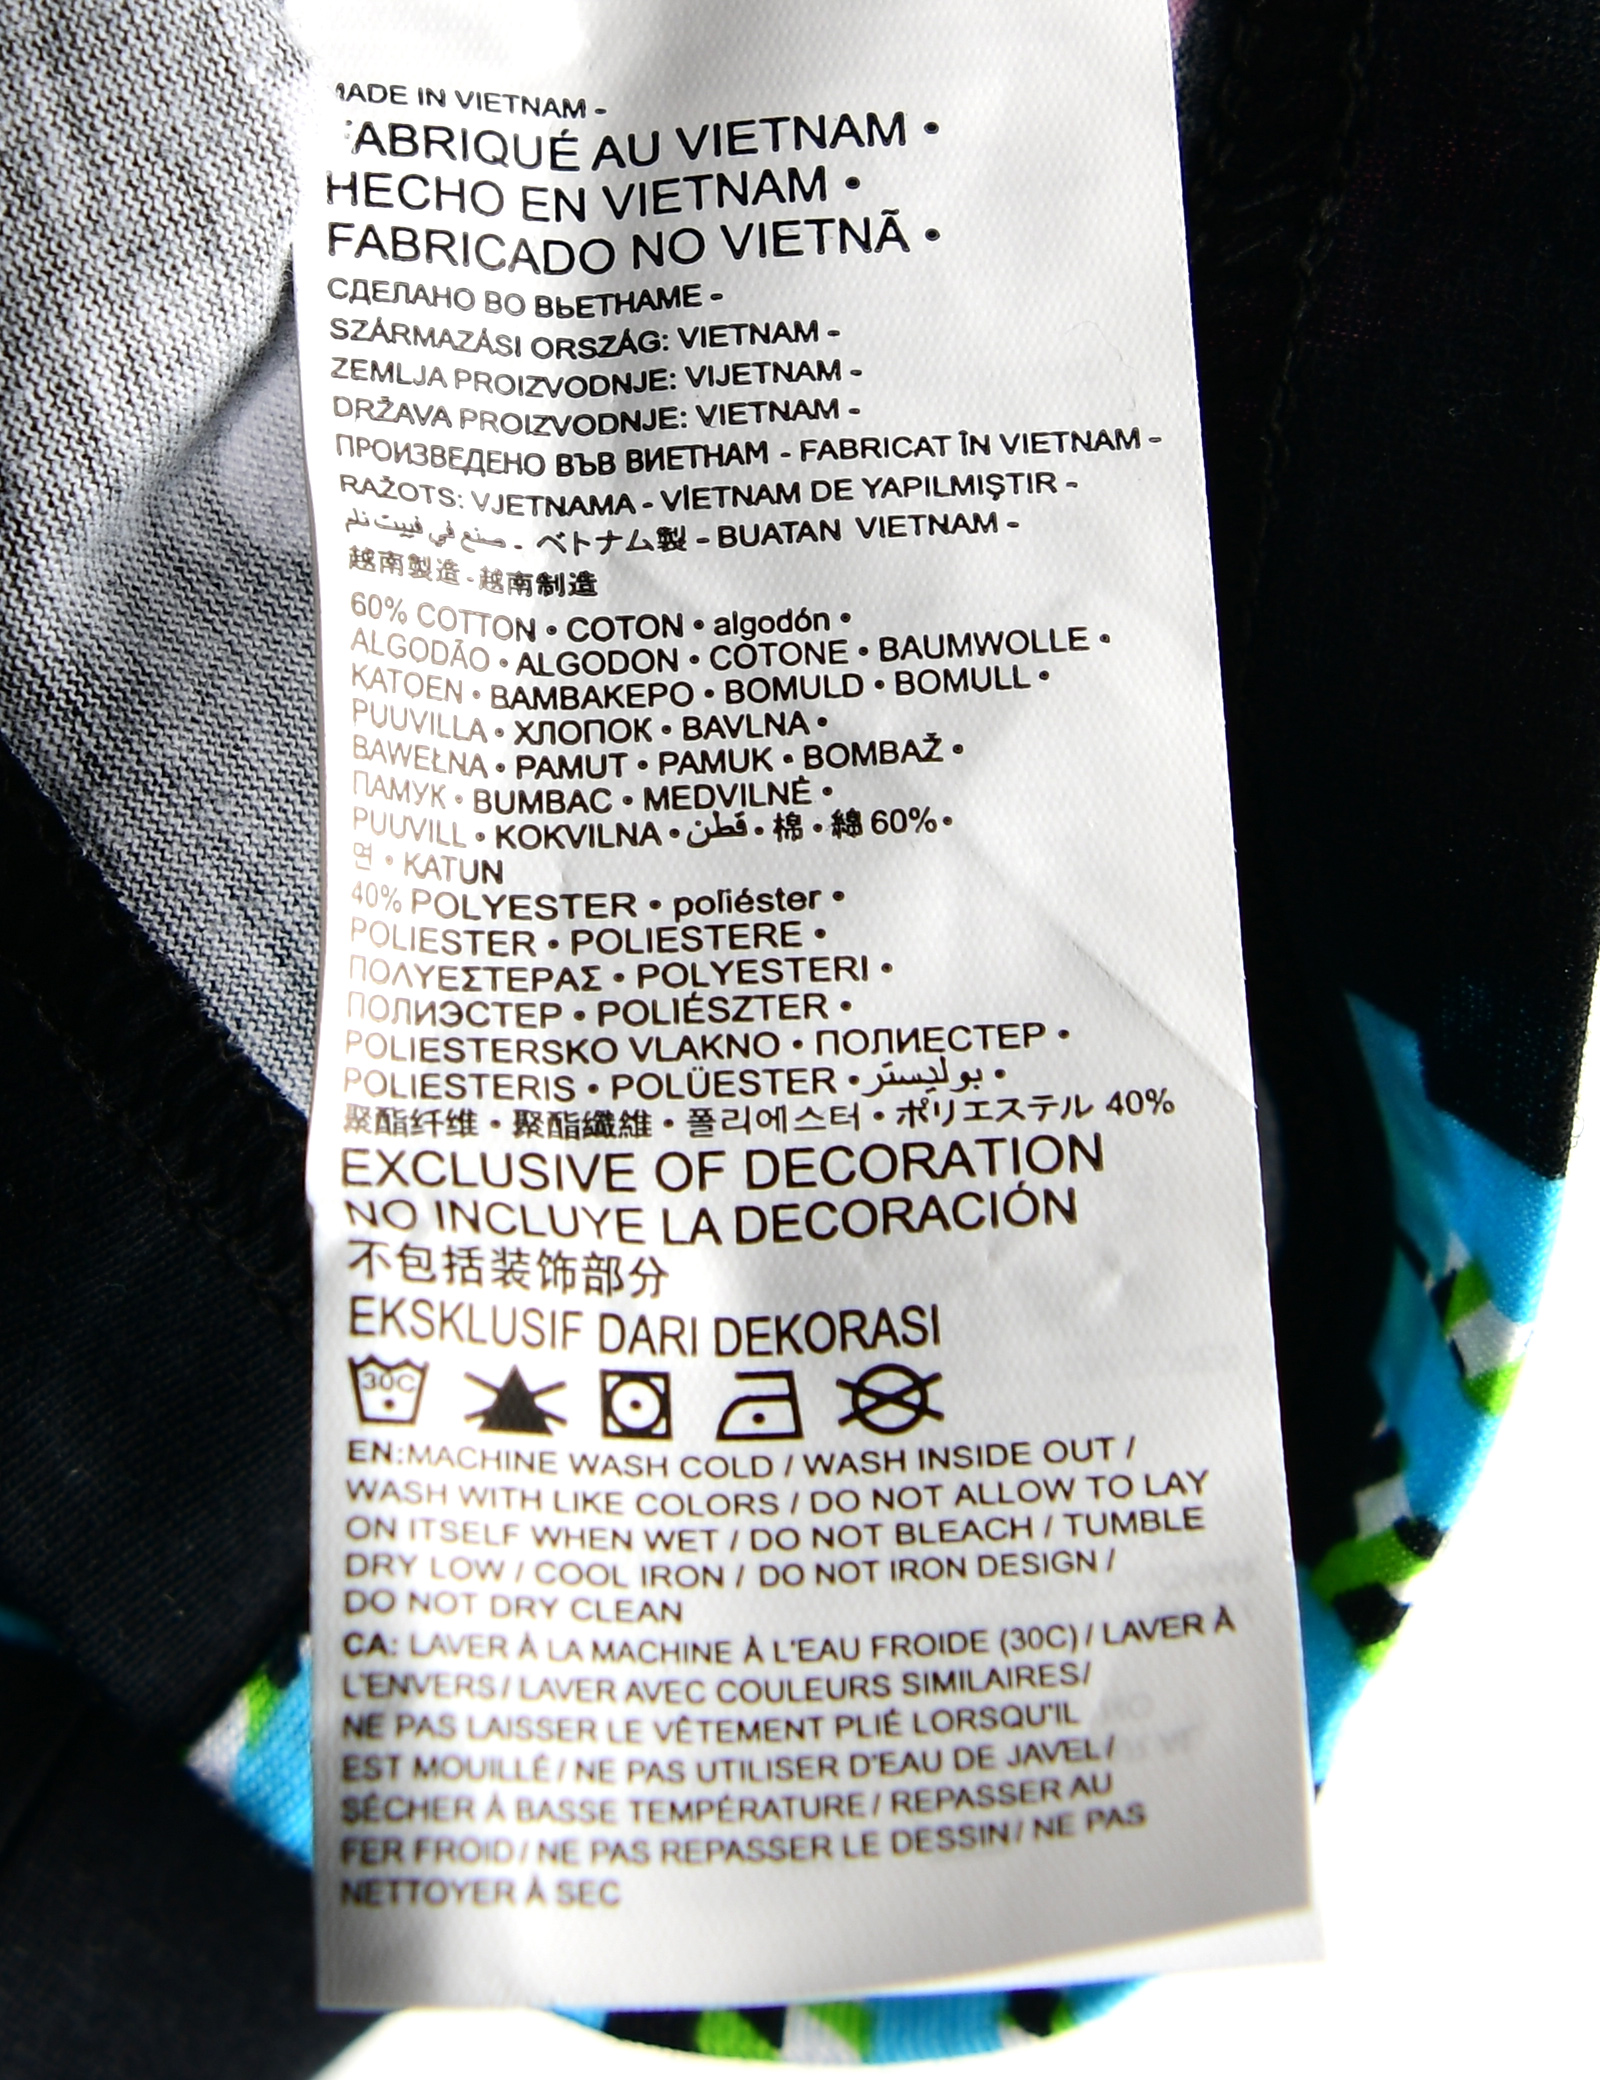 MADE IN VIETNAM -
FABRIQUÉ AU VIETNAM •
HECHO EN VIETNAM •
FABRICADO NO VIETNÃ •
СДЕЛАНО ВО ВЬЕТНАМЕ -
SZÁRMAZÁSI ORSZÁG: VIETNAM -
ZEMLJA PROIZVODNJE: VIJETNAM -
DRŽAVA PROIZVODNJE: VIETNAM -
ПРОИЗВЕДЕНО ВЪВ ВИЕТНАМ - FABRICAT ÎN VIETNAM -
RAŽOTS: VJETNAMA - VİETNAM DE YAPILMIŞTIR -
صنع في فييت نام - ベトナム製 - BUATAN VIETNAM -
越南製造 - 越南制造
60% COTTON • COTON • algodón •
ALGODÃO • ALGODON • COTONE • BAUMWOLLE •
KATOEN • BAMBAKEPO • BOMULD • BOMULL •
PUUVILLA • ХЛОПОК • BAVLNA •
BAWEŁNA • PAMUT • PAMUK • BOMBAŽ •
ПАМУК • BUMBAC • MEDVILNĖ •
PUUVILL • KOKVILNA • قطن • 棉 • 綿 60% •
면 • KATUN
40% POLYESTER • poliéster •
POLIESTER • POLIESTERE •
ΠΟΛΥΕΣΤΕΡΑΣ • POLYESTERI •
ПОЛИЭСТЕР • POLIÉSZTER •
POLIESTERSKO VLAKNO • ПОЛИЕСТЕР •
POLIESTERIS • POLÜESTER • بوليستر •
聚酯纤维 • 聚酯纖維 • 폴리에스터 • ポリエステル 40%
EXCLUSIVE OF DECORATION
NO INCLUYE LA DECORACIÓN
不包括装饰部分
EKSKLUSIF DARI DEKORASI
30C
EN:MACHINE WASH COLD / WASH INSIDE OUT /
WASH WITH LIKE COLORS / DO NOT ALLOW TO LAY
ON ITSELF WHEN WET / DO NOT BLEACH / TUMBLE
DRY LOW / COOL IRON / DO NOT IRON DESIGN /
DO NOT DRY CLEAN
CA: LAVER À LA MACHINE À L'EAU FROIDE (30C) / LAVER À
L'ENVERS / LAVER AVEC COULEURS SIMILAIRES/
NE PAS LAISSER LE VÊTEMENT PLIÉ LORSQU'IL
EST MOUILLÉ / NE PAS UTILISER D'EAU DE JAVEL /
SÉCHER À BASSE TEMPÉRATURE / REPASSER AU
FER FROID / NE PAS REPASSER LE DESSIN / NE PAS
NETTOYER À SEC